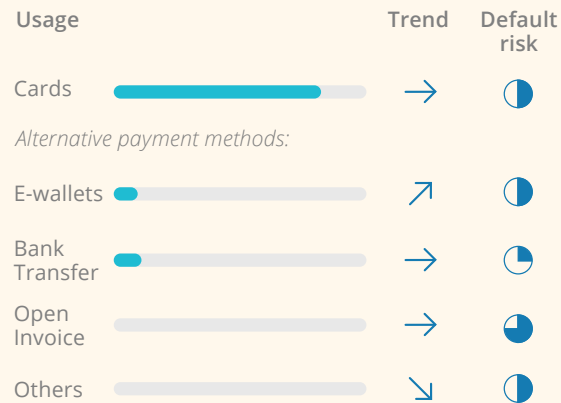 Usage
Trend
Default
risk
Cards
Alternative payment methods:
E-wallets
Bank
Transfer
Open
Invoice
Others